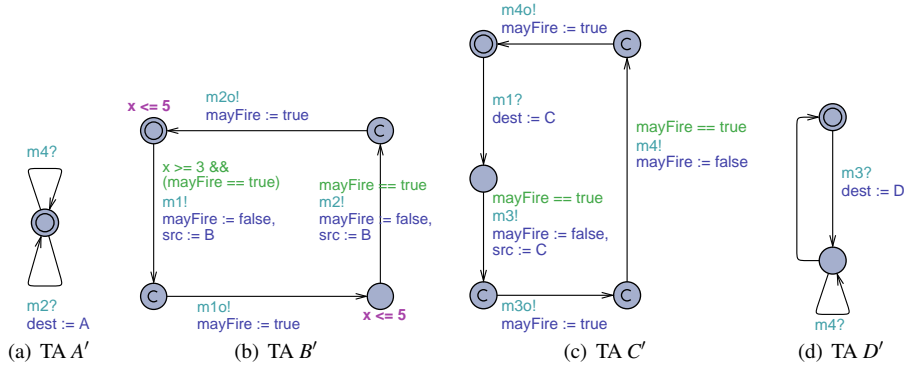 m4?
m2?
dest := A
(a) TA A′
x <= 5
m2o!
mayFire := true
C
x >= 3 &&
(mayFire == true)
m1!
mayFire := false,
src := B
mayFire == true
m2!
mayFire := false,
src := B
C
m1o!
mayFire := true
x <= 5
(b) TA B′
m4o!
mayFire := true
C
m1?
dest := C
mayFire == true
m4!
mayFire := false
mayFire == true
m3!
mayFire := false,
src := C
C
C
m3o!
mayFire := true
(c) TA C′
m3?
dest := D
m4?
(d) TA D′